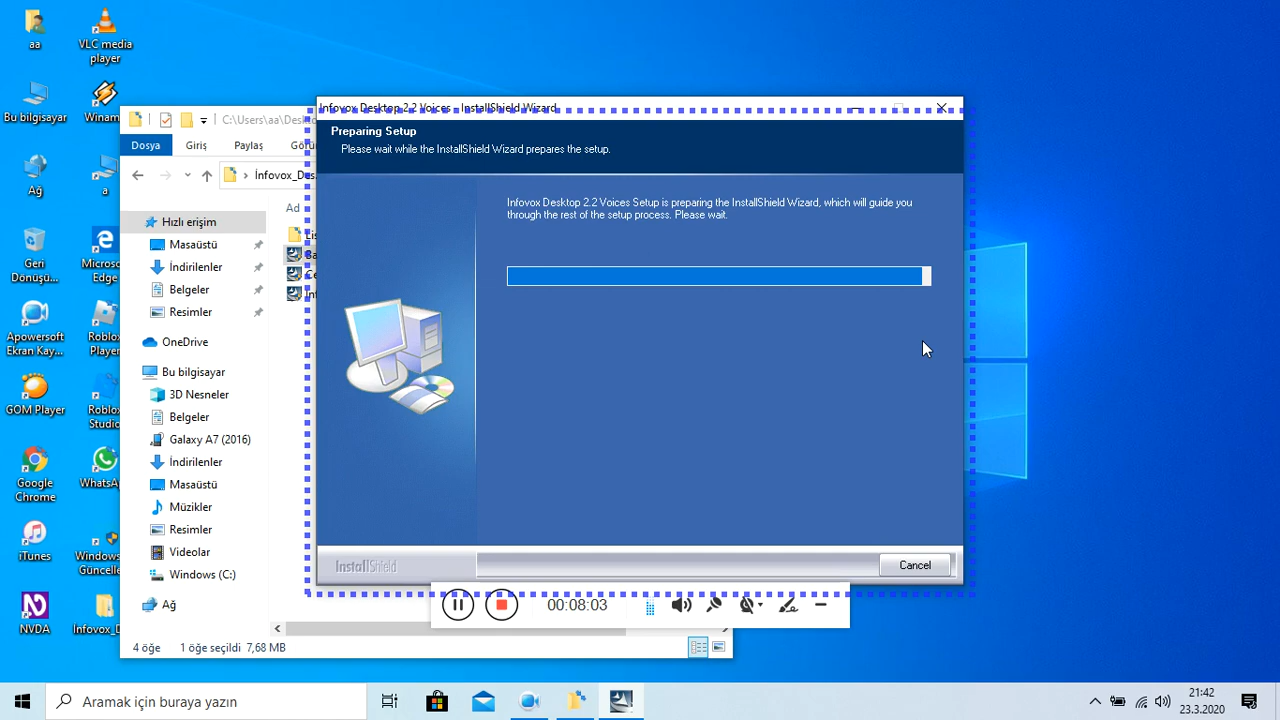 aa
VLC media
player
Bu bilgisayar
Winam
Ağ
a
Geri
Dönüşü...
Microso
Edge
Apowersoft
Ekran Kay...
Roblox
Player
GOM Player
Roblox
Studio
Google
Chrome
WhatsA
iTunes
Windows
Güncelle
NVDA
Infovox_D
C:\Users\aa\Deskto
Dosya
Giriş
Paylaş
Görü
İnfovox_Des
Ad
Hızlı erişim
Masaüstü
İndirilenler
Belgeler
Resimler
OneDrive
Bu bilgisayar
3D Nesneler
Belgeler
Galaxy A7 (2016)
İndirilenler
Masaüstü
Müzikler
Resimler
Videolar
Windows (C:)
Ağ
4 öğe
1 öğe seçildi 7,68 MB
Infovox Desktop 2.2 Voices - InstallShield Wizard
Preparing Setup
Please wait while the InstallShield Wizard prepares the setup.
Infovox Desktop 2.2 Voices Setup is preparing the InstallShield Wizard, which will guide you
through the rest of the setup process. Please wait.
InstallShield
Cancel
00:08:03
Aramak için buraya yazın
21:42
23.3.2020